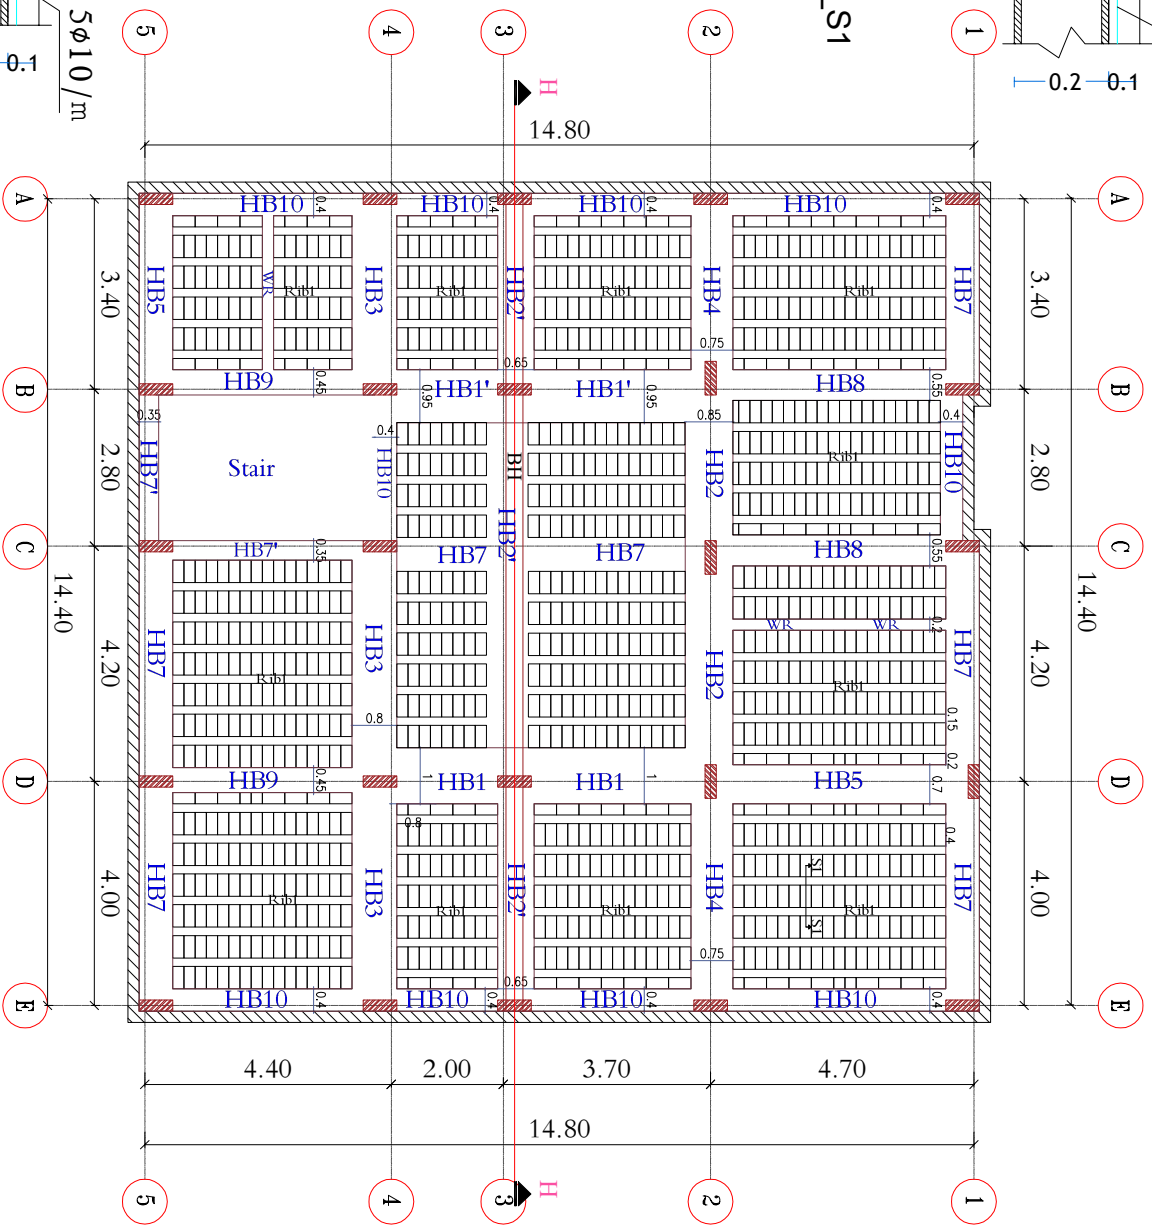 5ϕ10/m
0.1
_S1
0.2
0.1
5
4
3
2
1
H
14.80
A
A
HB10
0.4
HB10
0.4
HB10
0.4
HB10
0.4
3.40
HB5
WR
Rib1
HB3
Rib1
HB2'
Rib1
HB4
Rib1
HB7
3.40
0.75
0.65
B
HB9
0.45
HB1'
0.95
HB1'
0.95
HB8
0.55
B
0.35
0.4
0.85
0.4
2.80
HB7'
Stair
HB10
BH
HB2
Rib1
HB10
2.80
HB2'
C
HB7'
0.35
HB7
HB7
HB8
0.55
C
14.40
14.40
4.20
HB7
Rib1
HB3
HB2
WR
WR
0.2
Rib1
HB7
4.20
0.8
0.15
0.2
D
HB9
0.45
HB1
1
HB1
1
HB5
0.7
D
0.8
0.4
4.00
HB7
Rib1
HB3
Rib1
HB2'
Rib1
HB4
S1
S1
Rib1
HB7
4.00
0.75
0.65
E
HB10
0.4
HB10
0.4
HB10
0.4
HB10
0.4
E
4.40
2.00
3.70
4.70
14.80
H
5
4
3
2
1